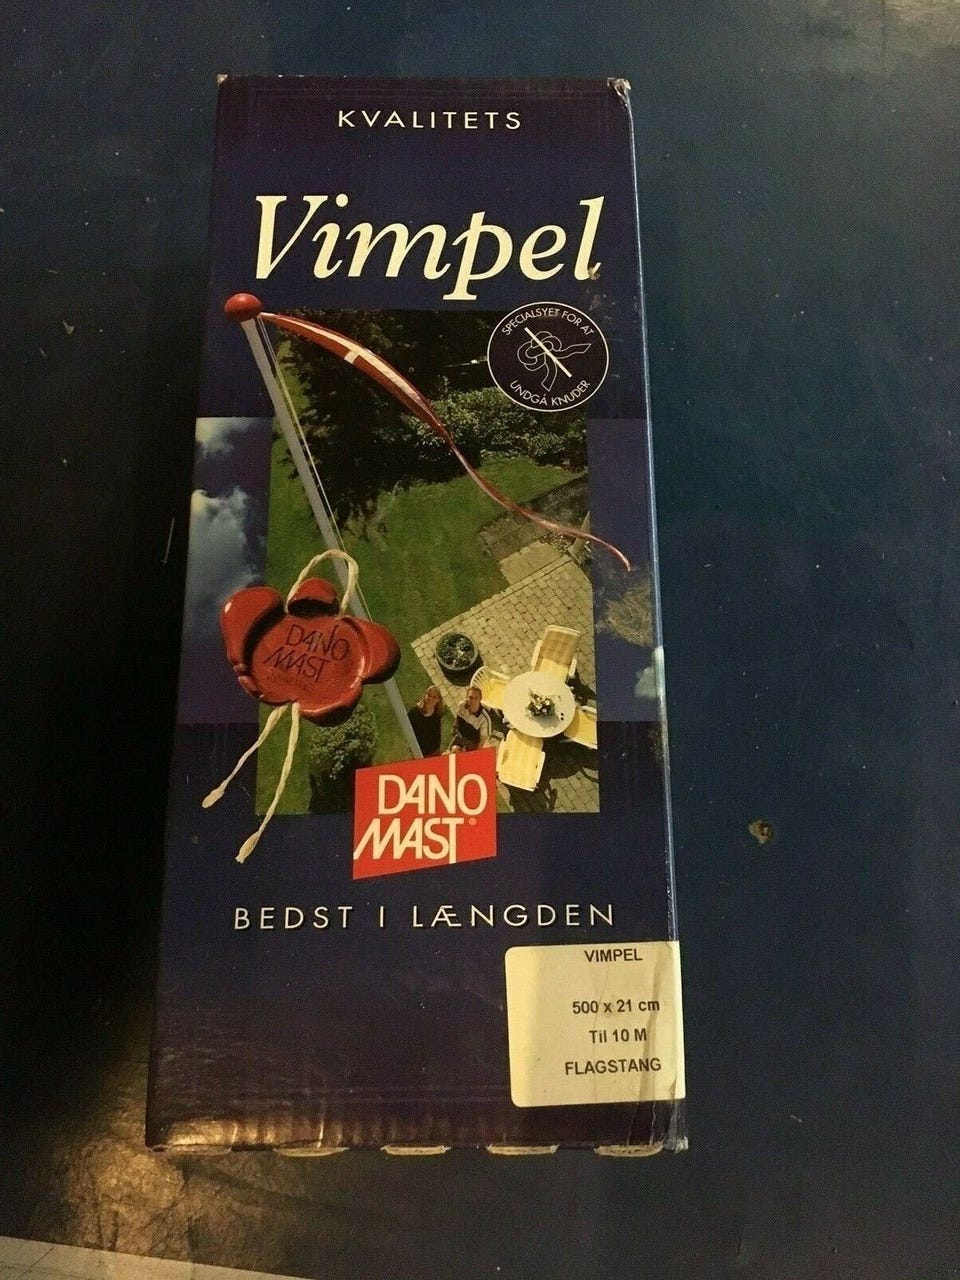 KVALITETS
Vimpel
SPECIALSYET FOR AT
UNDGÅ KNUDER
DANO
MAST
DANO
MAST®
BEDST I LÆNGDEN
VIMPEL
500 x 21 cm
Til 10 M
FLAGSTANG